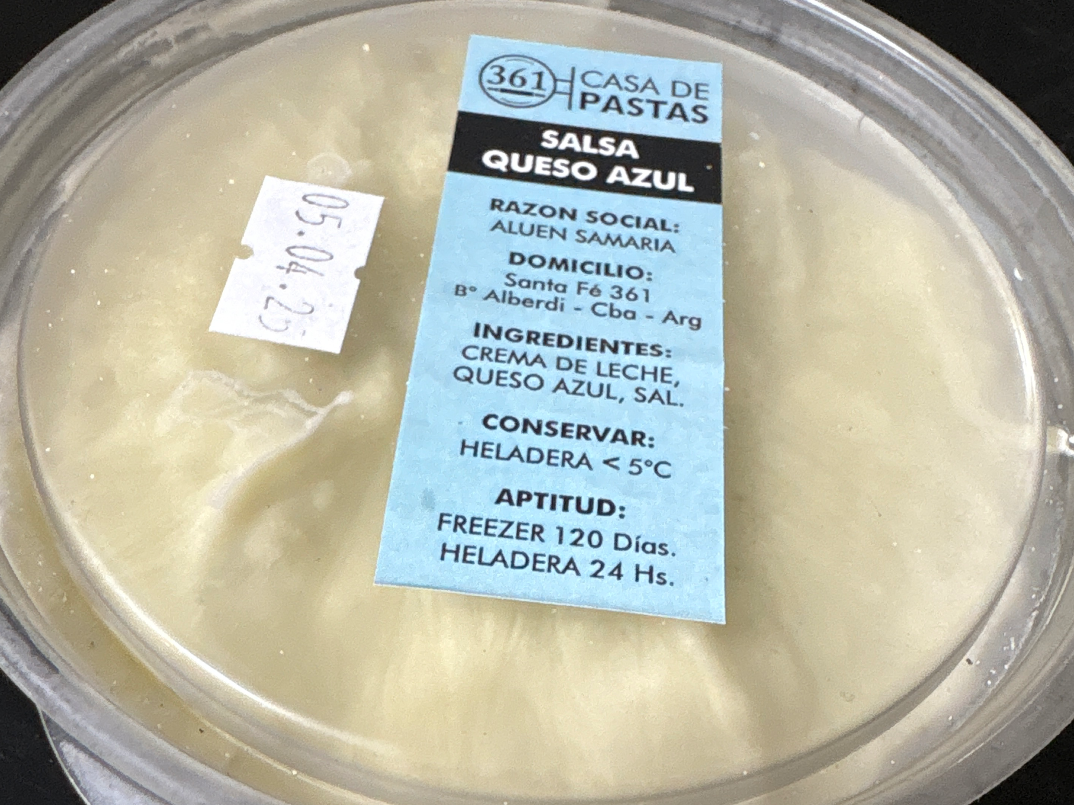 361 CASA DE
PASTAS
SALSA
QUESO AZUL
RAZON SOCIAL:
ALUEN SAMARIA
DOMICILIO:
Santa Fé 361
B° Alberdi - Cba - Arg
INGREDIENTES:
CREMA DE LECHE,
QUESO AZUL, SAL.
CONSERVAR:
HELADERA < 5°C
APTITUD:
FREEZER 120 Días.
HELADERA 24 Hs.
05.04.25